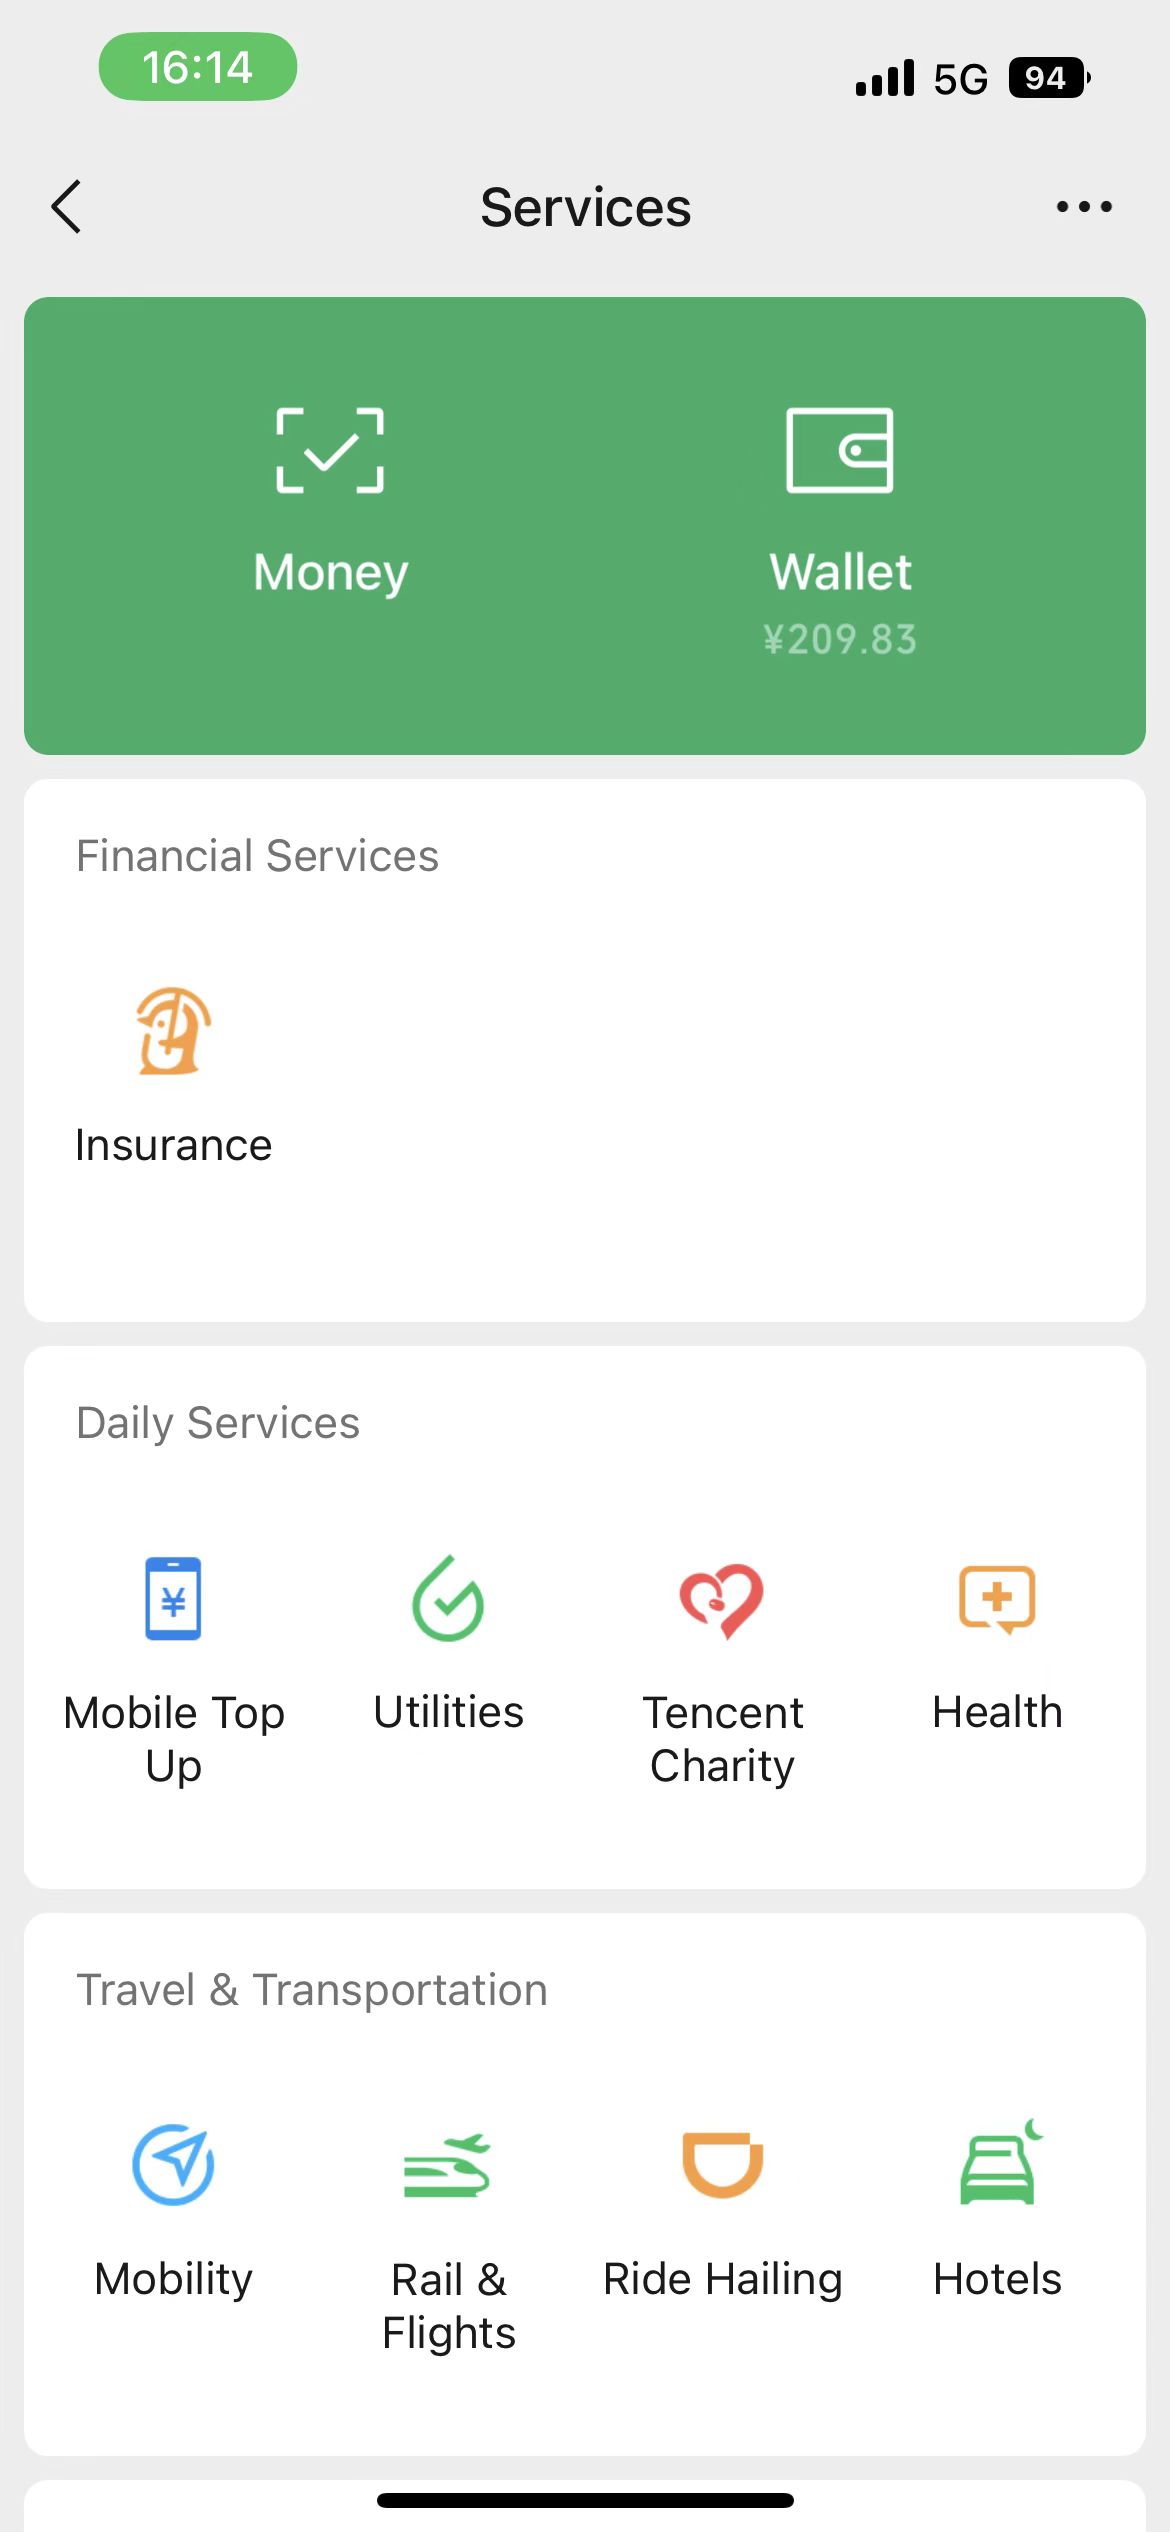 16:14
5G 94
Services
Money
Wallet
¥209.83
Financial Services
Insurance
Daily Services
¥
Mobile Top
Up
Utilities
Tencent
Charity
Health
Travel & Transportation
Mobility
Rail &
Flights
Ride Hailing
Hotels